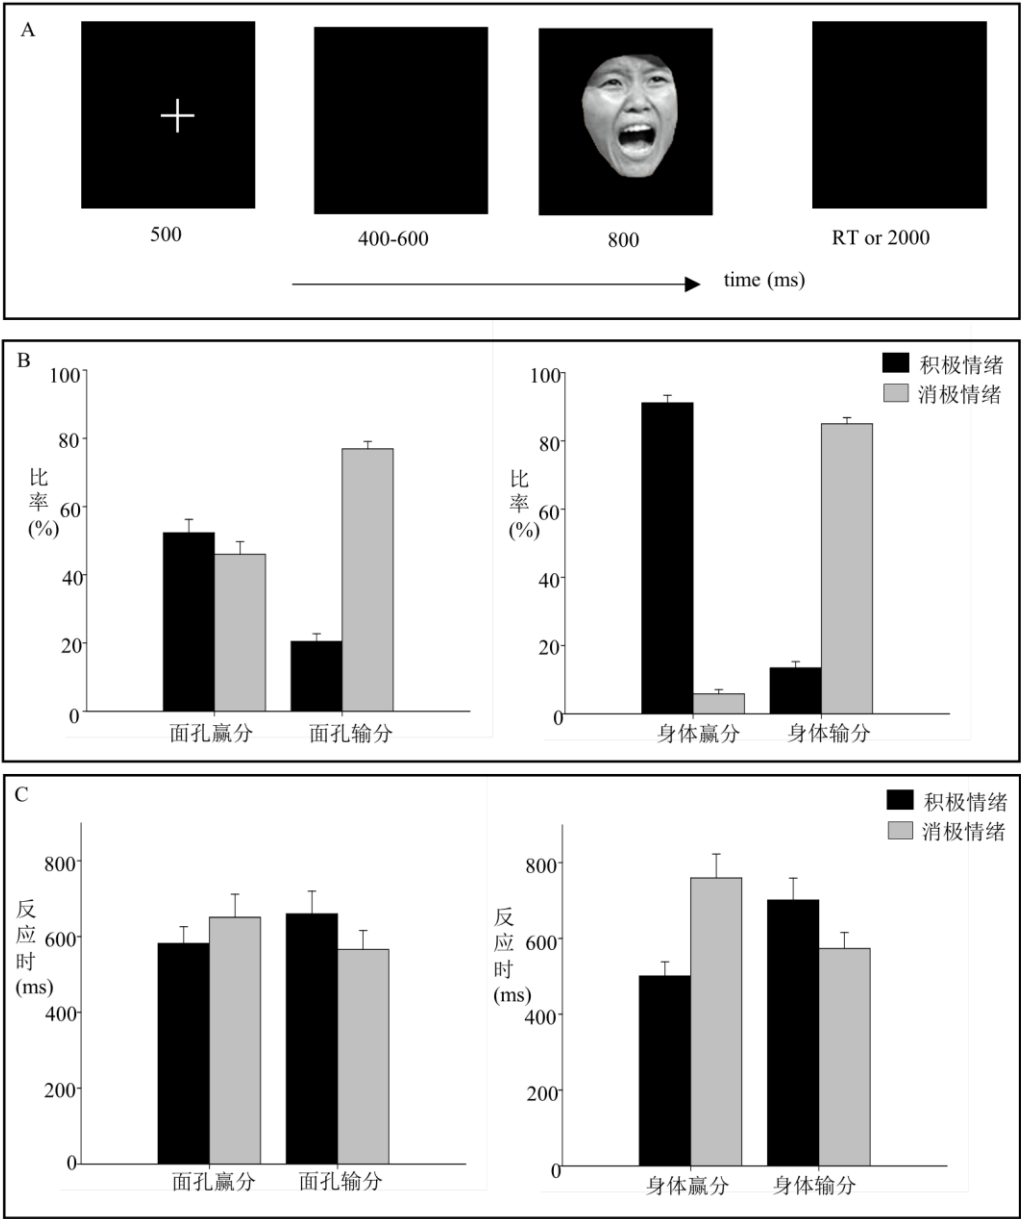 A
500
400-600
800
RT or 2000
time (ms)
B
100
80
60
40
20
0
比
率
(%)
面孔赢分
面孔输分
100
80
60
40
20
0
比
率
(%)
身体赢分
身体输分
积极情绪
消极情绪
C
800
600
400
200
0
反
应
时
(ms)
面孔赢分
面孔输分
800
600
400
200
0
反
应
时
(ms)
身体赢分
身体输分
积极情绪
消极情绪